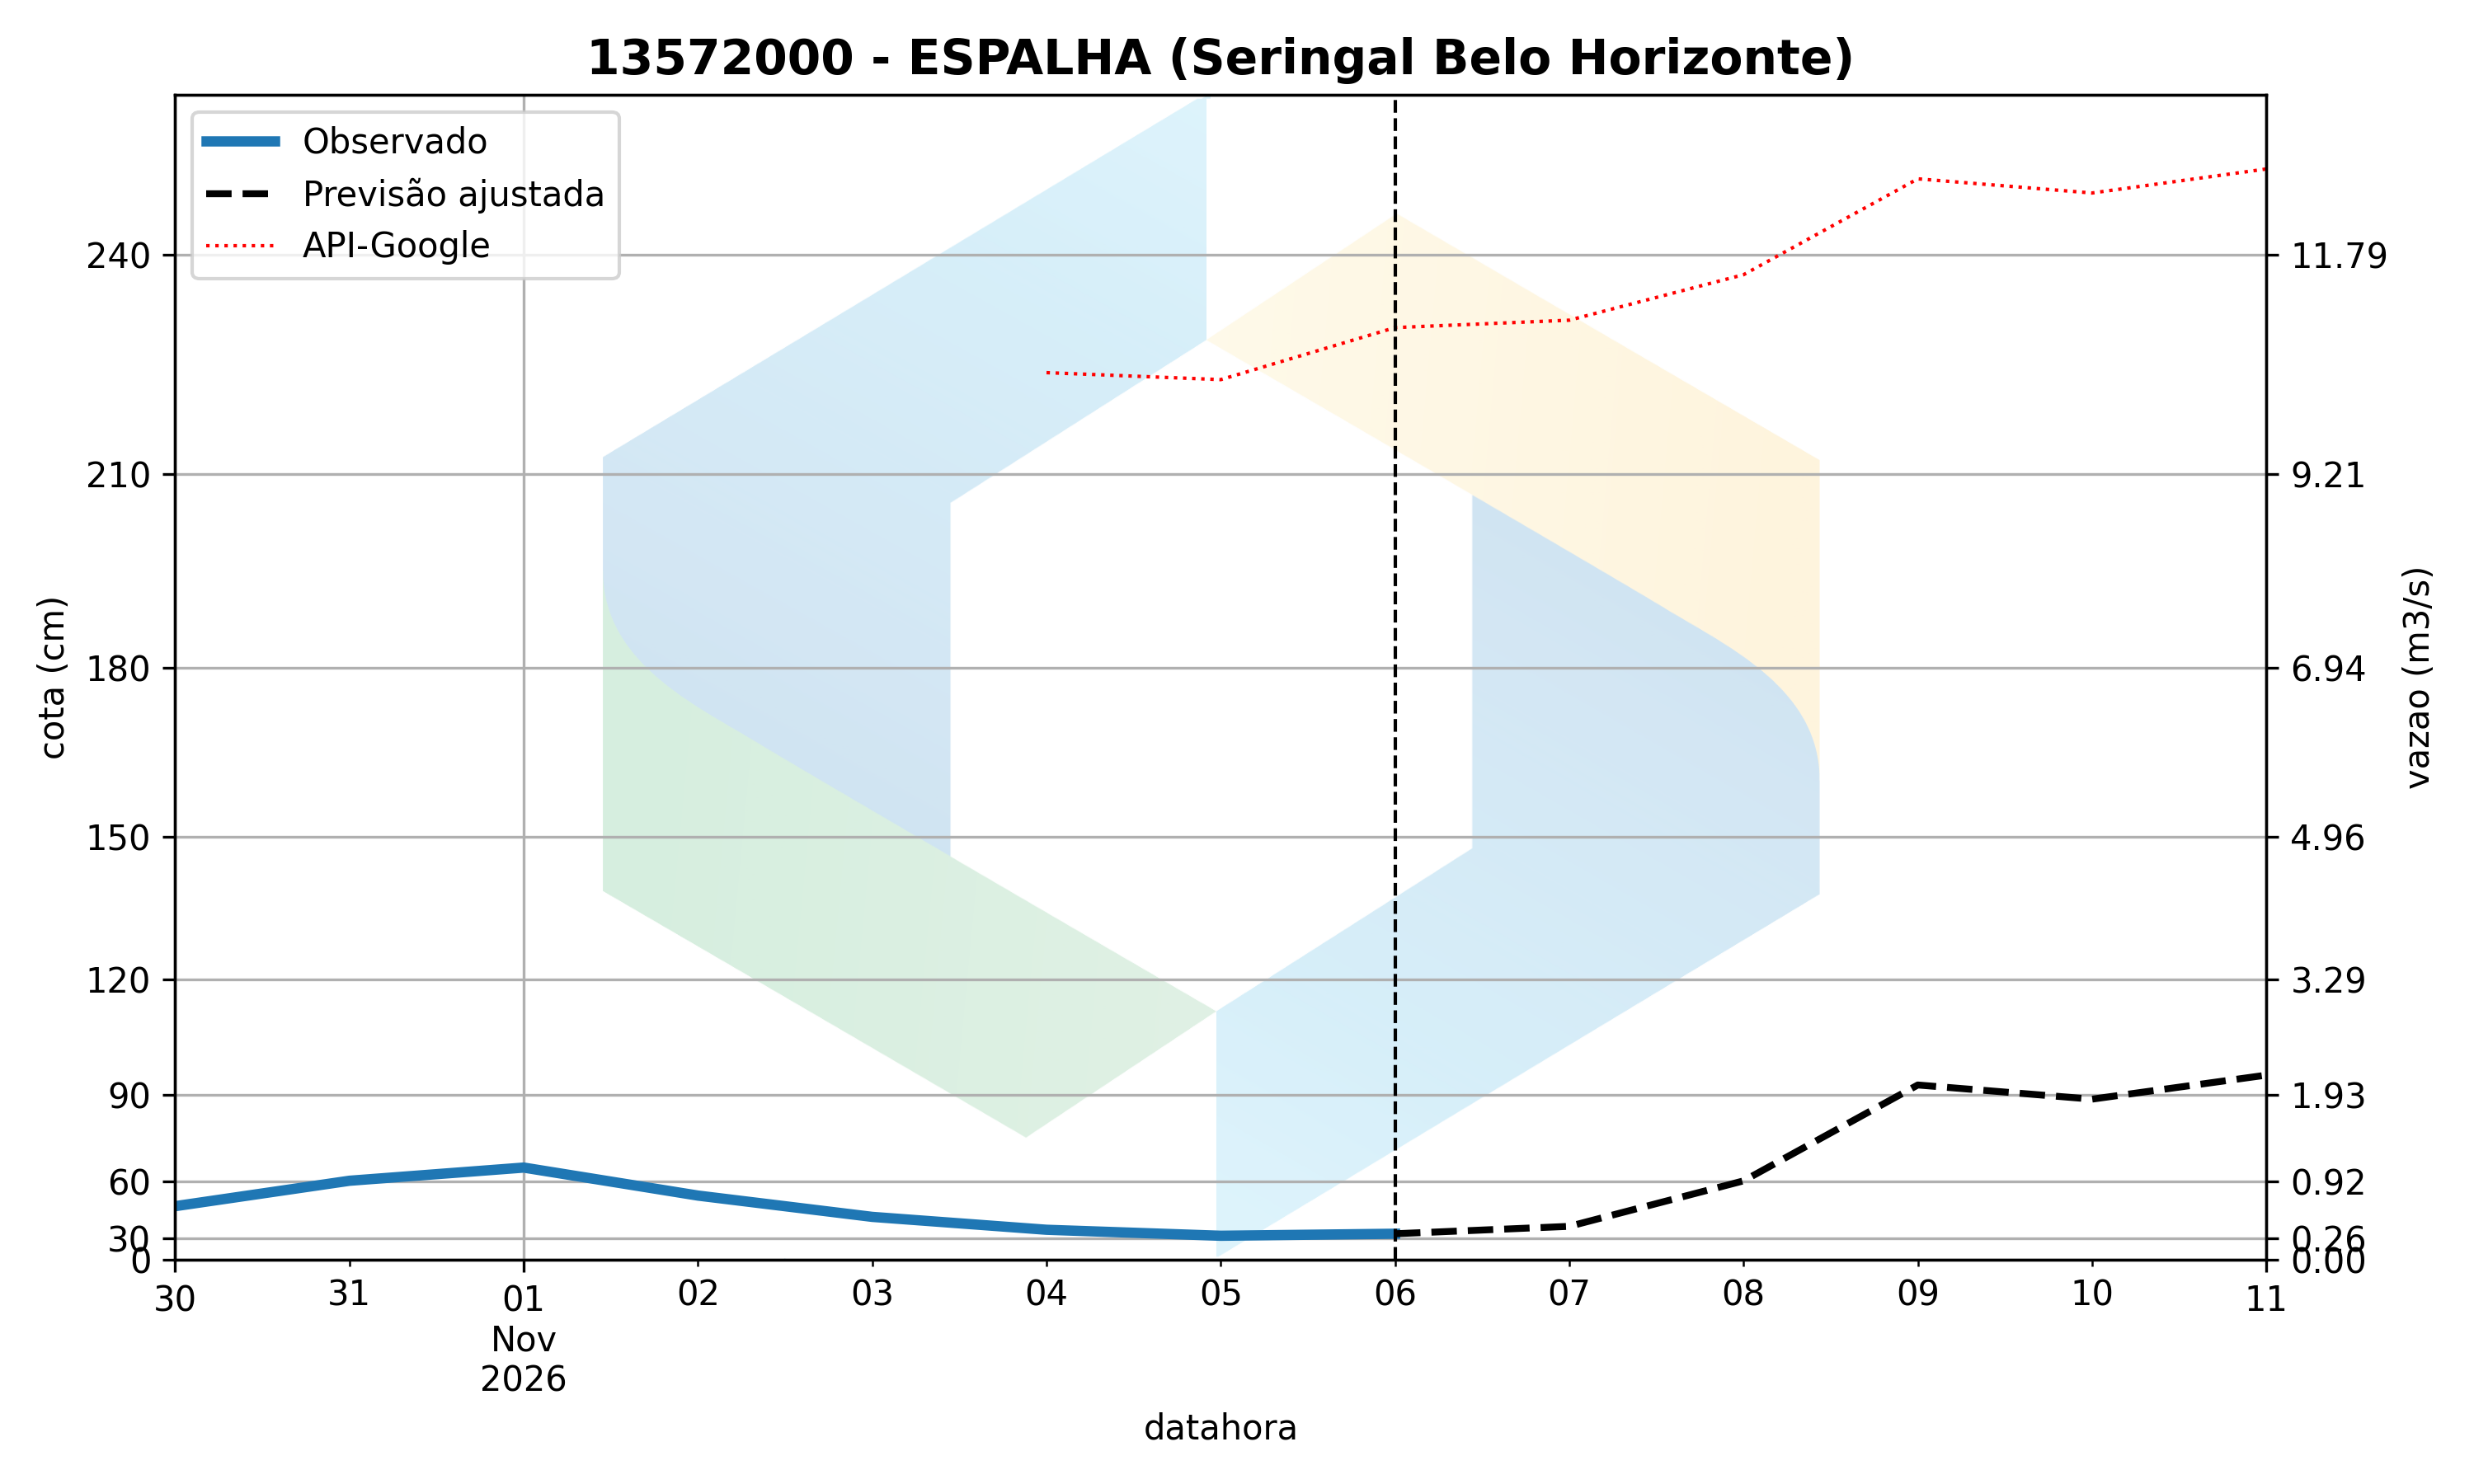 13572000 - ESPALHA (Seringal Belo Horizonte)
Observado
Previsão ajustada
API-Google
cota (cm)
240
210
180
150
120
90
60
30
0
11.79
9.21
6.94
4.96
3.29
1.93
0.92
0.26
0.00
vazao (m3/s)
30 31 01 02 03 04 05 06 07 08 09 10 11
Nov
2026
datahora